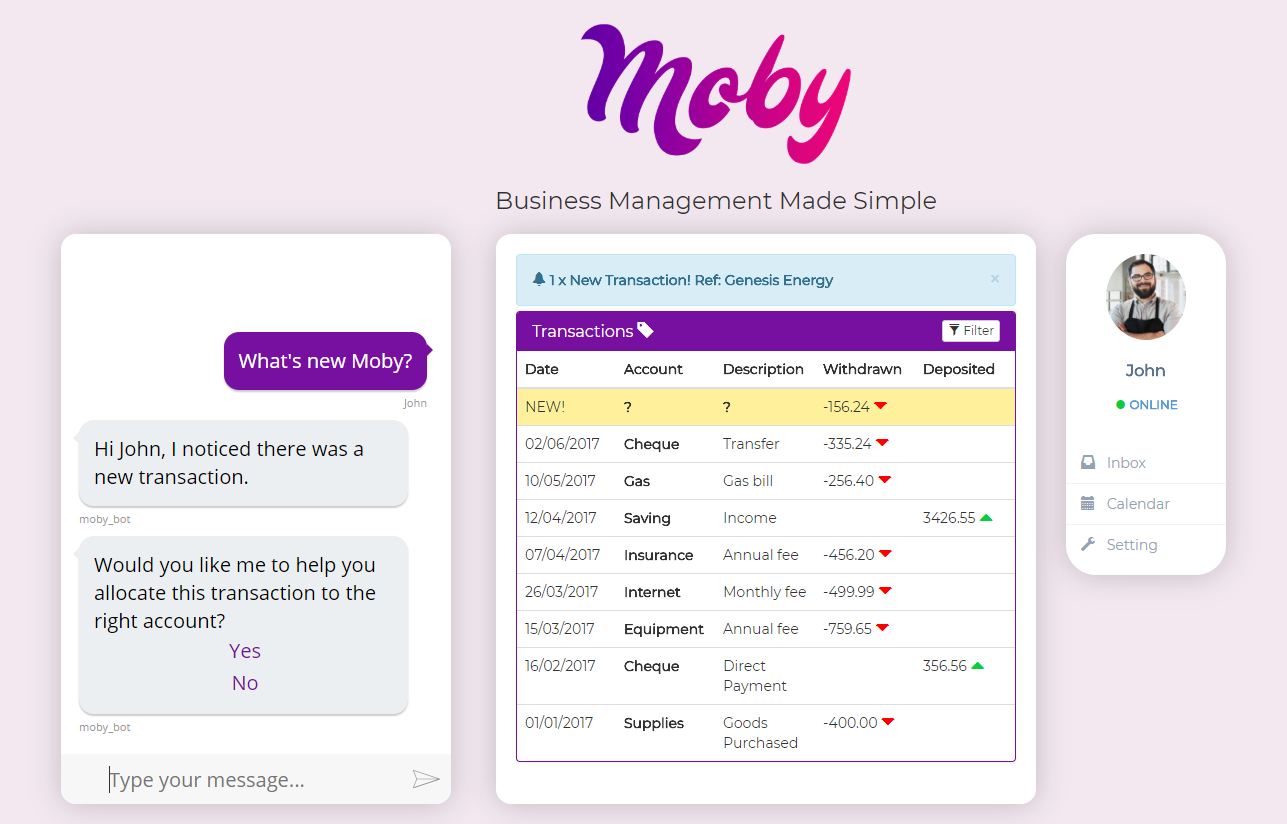 Moby
Business Management Made Simple
What's new Moby?
John
Hi John, I noticed there was a
new transaction.
moby_bot
Would you like me to help you
allocate this transaction to the
right account?
Yes
No
moby_bot
Type your message...
1 x New Transaction! Ref: Genesis Energy ×
Transactions Filter
Date Account Description Withdrawn Deposited
NEW! ? ? -156.24
02/06/2017 Cheque Transfer -335.24
10/05/2017 Gas Gas bill -256.40
12/04/2017 Saving Income 3426.55
07/04/2017 Insurance Annual fee -456.20
26/03/2017 Internet Monthly fee -499.99
15/03/2017 Equipment Annual fee -759.65
16/02/2017 Cheque Direct 356.56
Payment
01/01/2017 Supplies Goods -400.00
Purchased
John
ONLINE
Inbox
Calendar
Setting